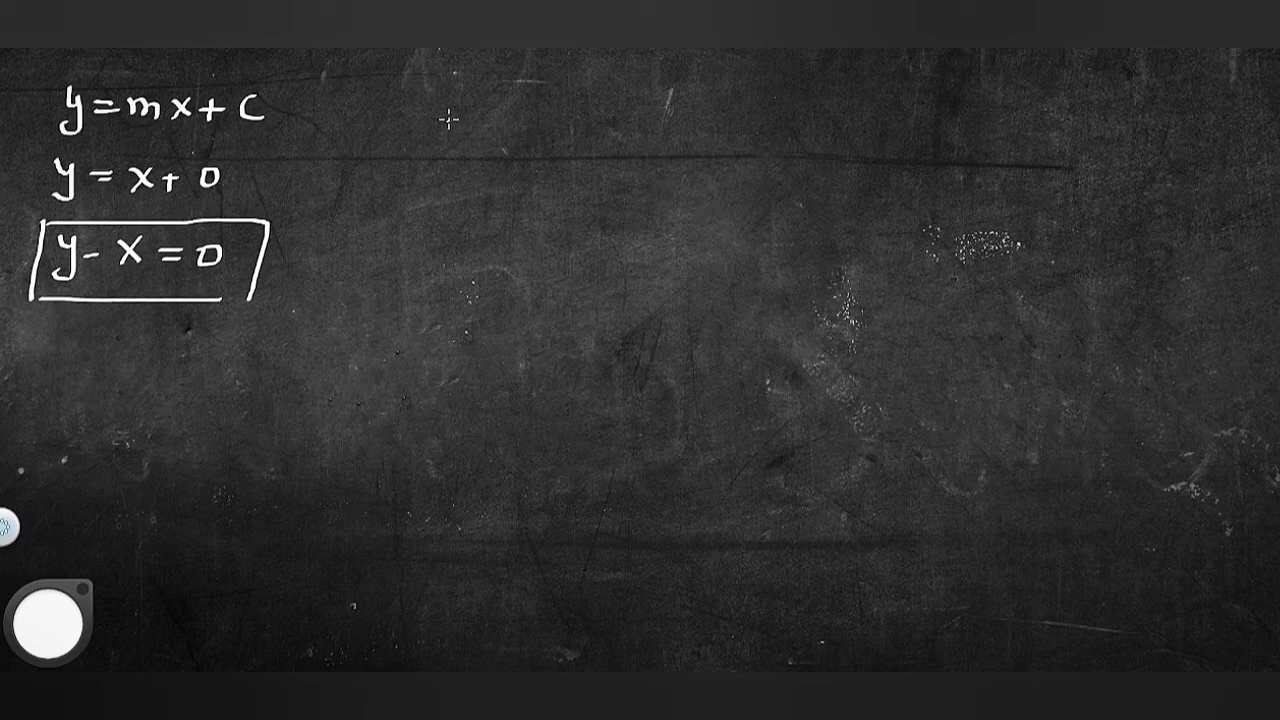 y = mx + c
y = x + 0
y - x = 0